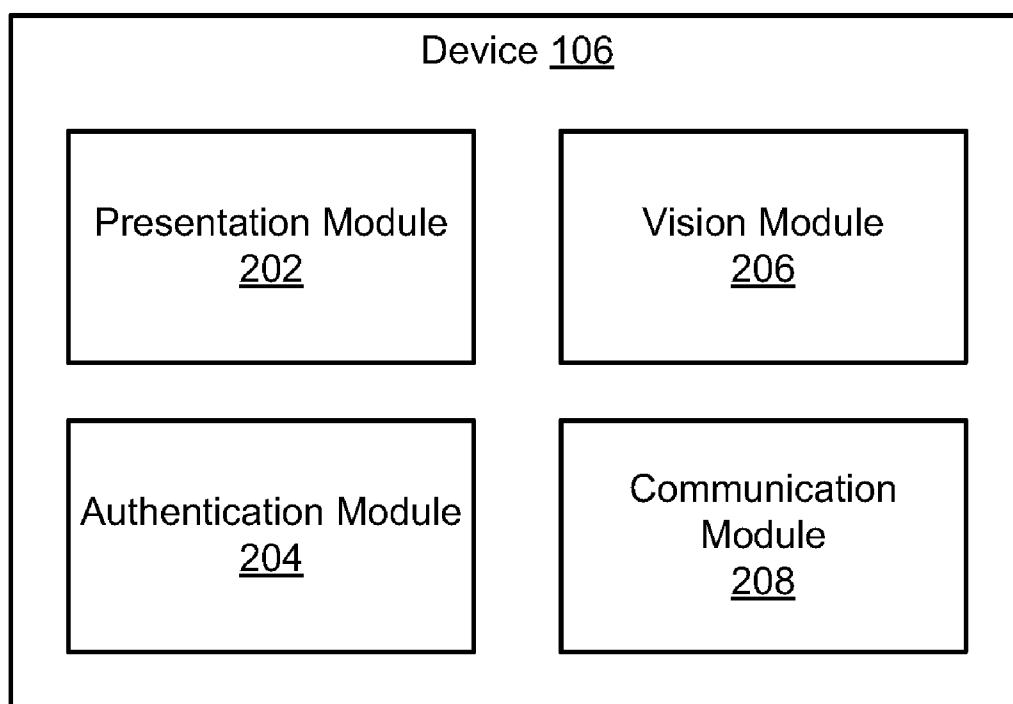 Device 106
Presentation Module
202
Vision Module
206
Authentication Module
204
Communication
Module
208